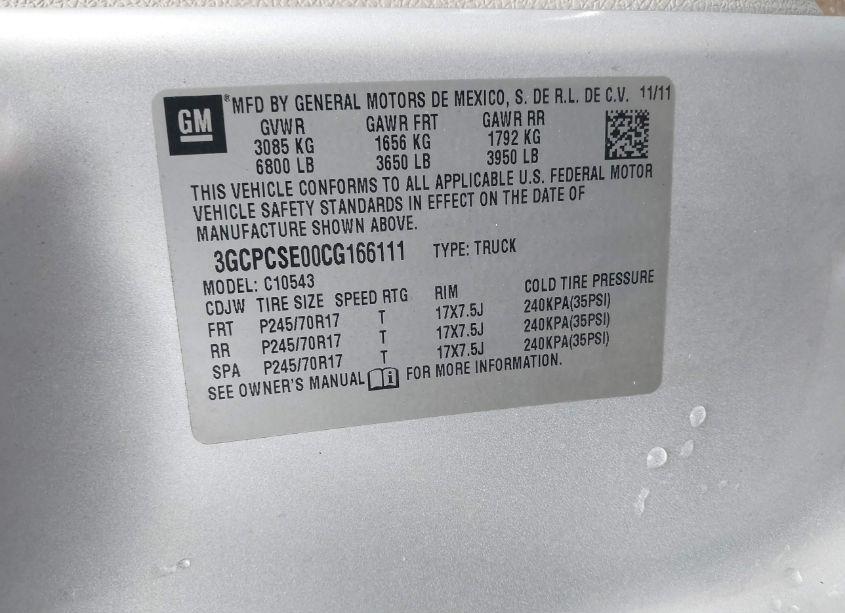 GM ® MFD BY GENERAL MOTORS DE MEXICO, S. DE R.L. DE C.V. 11/11
GVWR GAWR FRT GAWR RR
3085 KG 1656 KG 1792 KG
6800 LB 3650 LB 3950 LB
THIS VEHICLE CONFORMS TO ALL APPLICABLE U.S. FEDERAL MOTOR
VEHICLE SAFETY STANDARDS IN EFFECT ON THE DATE OF
MANUFACTURE SHOWN ABOVE.
3GCPCSE00CG166111 TYPE: TRUCK
MODEL: C10543
CDJW TIRE SIZE SPEED RTG RIM COLD TIRE PRESSURE
FRT P245/70R17 T 17X7.5J 240KPA(35PSI)
RR P245/70R17 T 17X7.5J 240KPA(35PSI)
SPA P245/70R17 T 17X7.5J 240KPA(35PSI)
SEE OWNER'S MANUAL i FOR MORE INFORMATION.